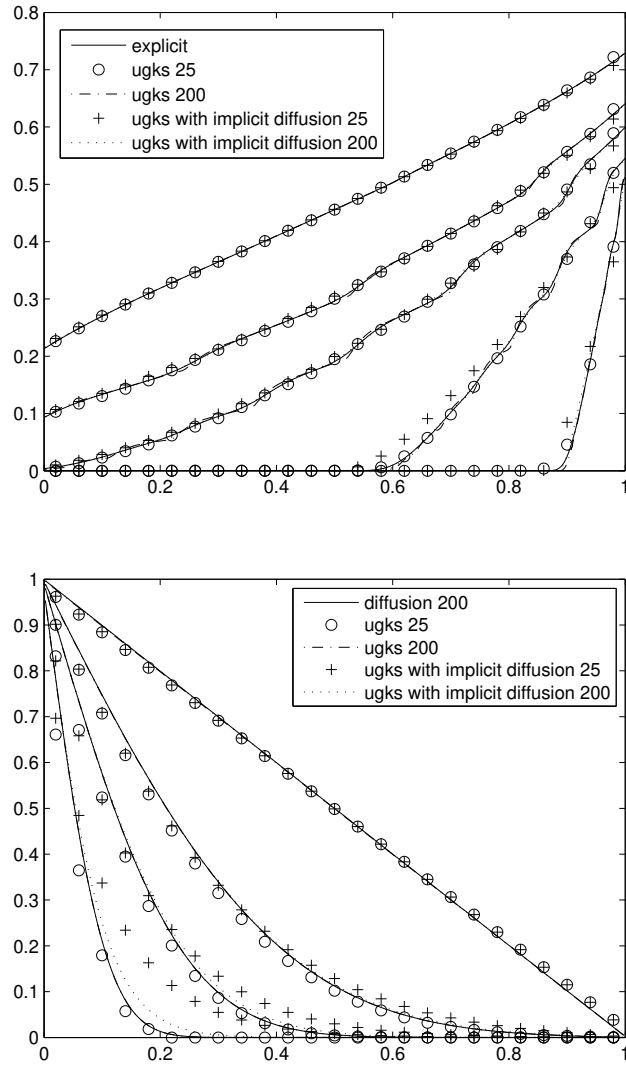 0.8
0.7
0.6
0.5
0.4
0.3
0.2
0.1
0
0 0.2 0.4 0.6 0.8 1
explicit
ugks 25
ugks 200
ugks with implicit diffusion 25
ugks with implicit diffusion 200
1
0.9
0.8
0.7
0.6
0.5
0.4
0.3
0.2
0.1
0
0 0.2 0.4 0.6 0.8 1
diffusion 200
ugks 25
ugks 200
ugks with implicit diffusion 25
ugks with implicit diffusion 200